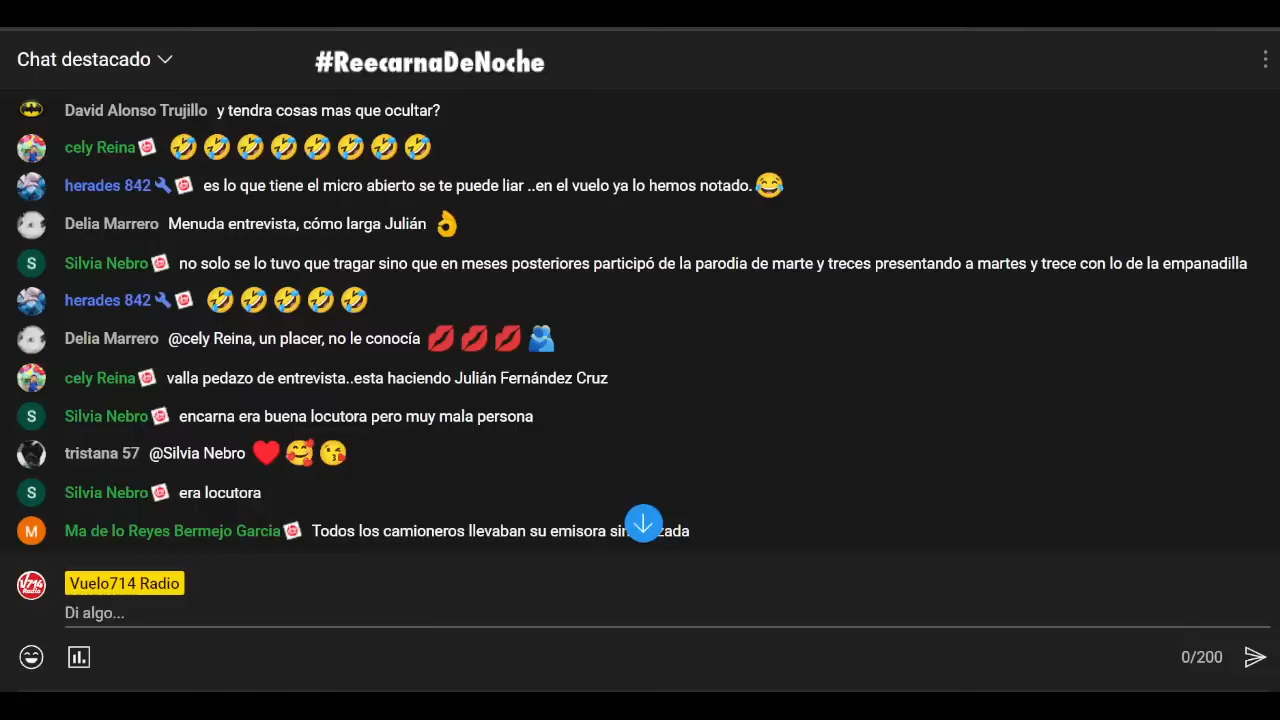 Chat destacado
#ReecarnaDeNoche
David Alonso Trujillo y tendra cosas mas que ocultar?
cely Reina
herades 842 es lo que tiene el micro abierto se te puede liar ..en el vuelo ya lo hemos notado.
Delia Marrero Menuda entrevista, cómo larga Julián
S Silvia Nebro no solo se lo tuvo que tragar sino que en meses posteriores participó de la parodia de marte y treces presentando a martes y trece con lo de la empanadilla
herades 842
Delia Marrero @cely Reina, un placer, no le conocía
cely Reina valla pedazo de entrevista..esta haciendo Julián Fernández Cruz
S Silvia Nebro encarna era buena locutora pero muy mala persona
tristana 57 @Silvia Nebro
S Silvia Nebro era locutora
M Ma de lo Reyes Bermejo Garcia Todos los camioneros llevaban su emisora
V714 Radio Vuelo714 Radio
Di algo...
0/200